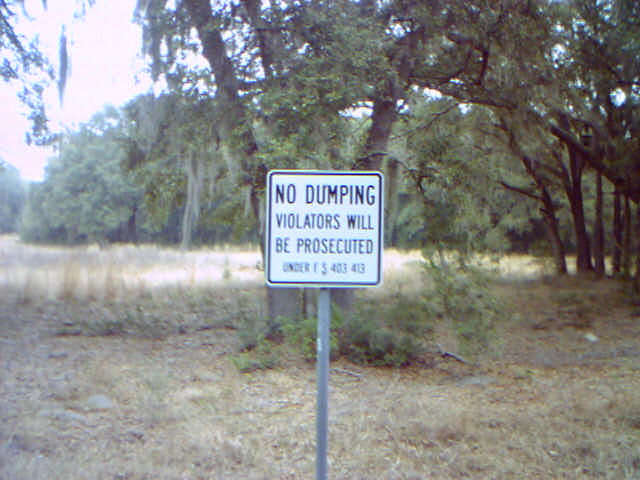 NO DUMPING
VIOLATORS WILL
BE PROSECUTED
UNDER F S 403 413